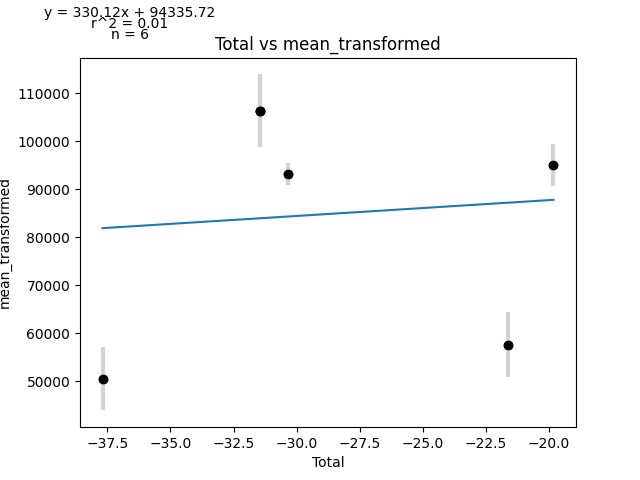 y = 330.12x + 94335.72
r^2 = 0.01
n = 6
Total vs mean_transformed
110000
100000
90000
80000
70000
60000
50000
mean_transformed
−37.5 −35.0 −32.5 −30.0 −27.5 −25.0 −22.5 −20.0
Total